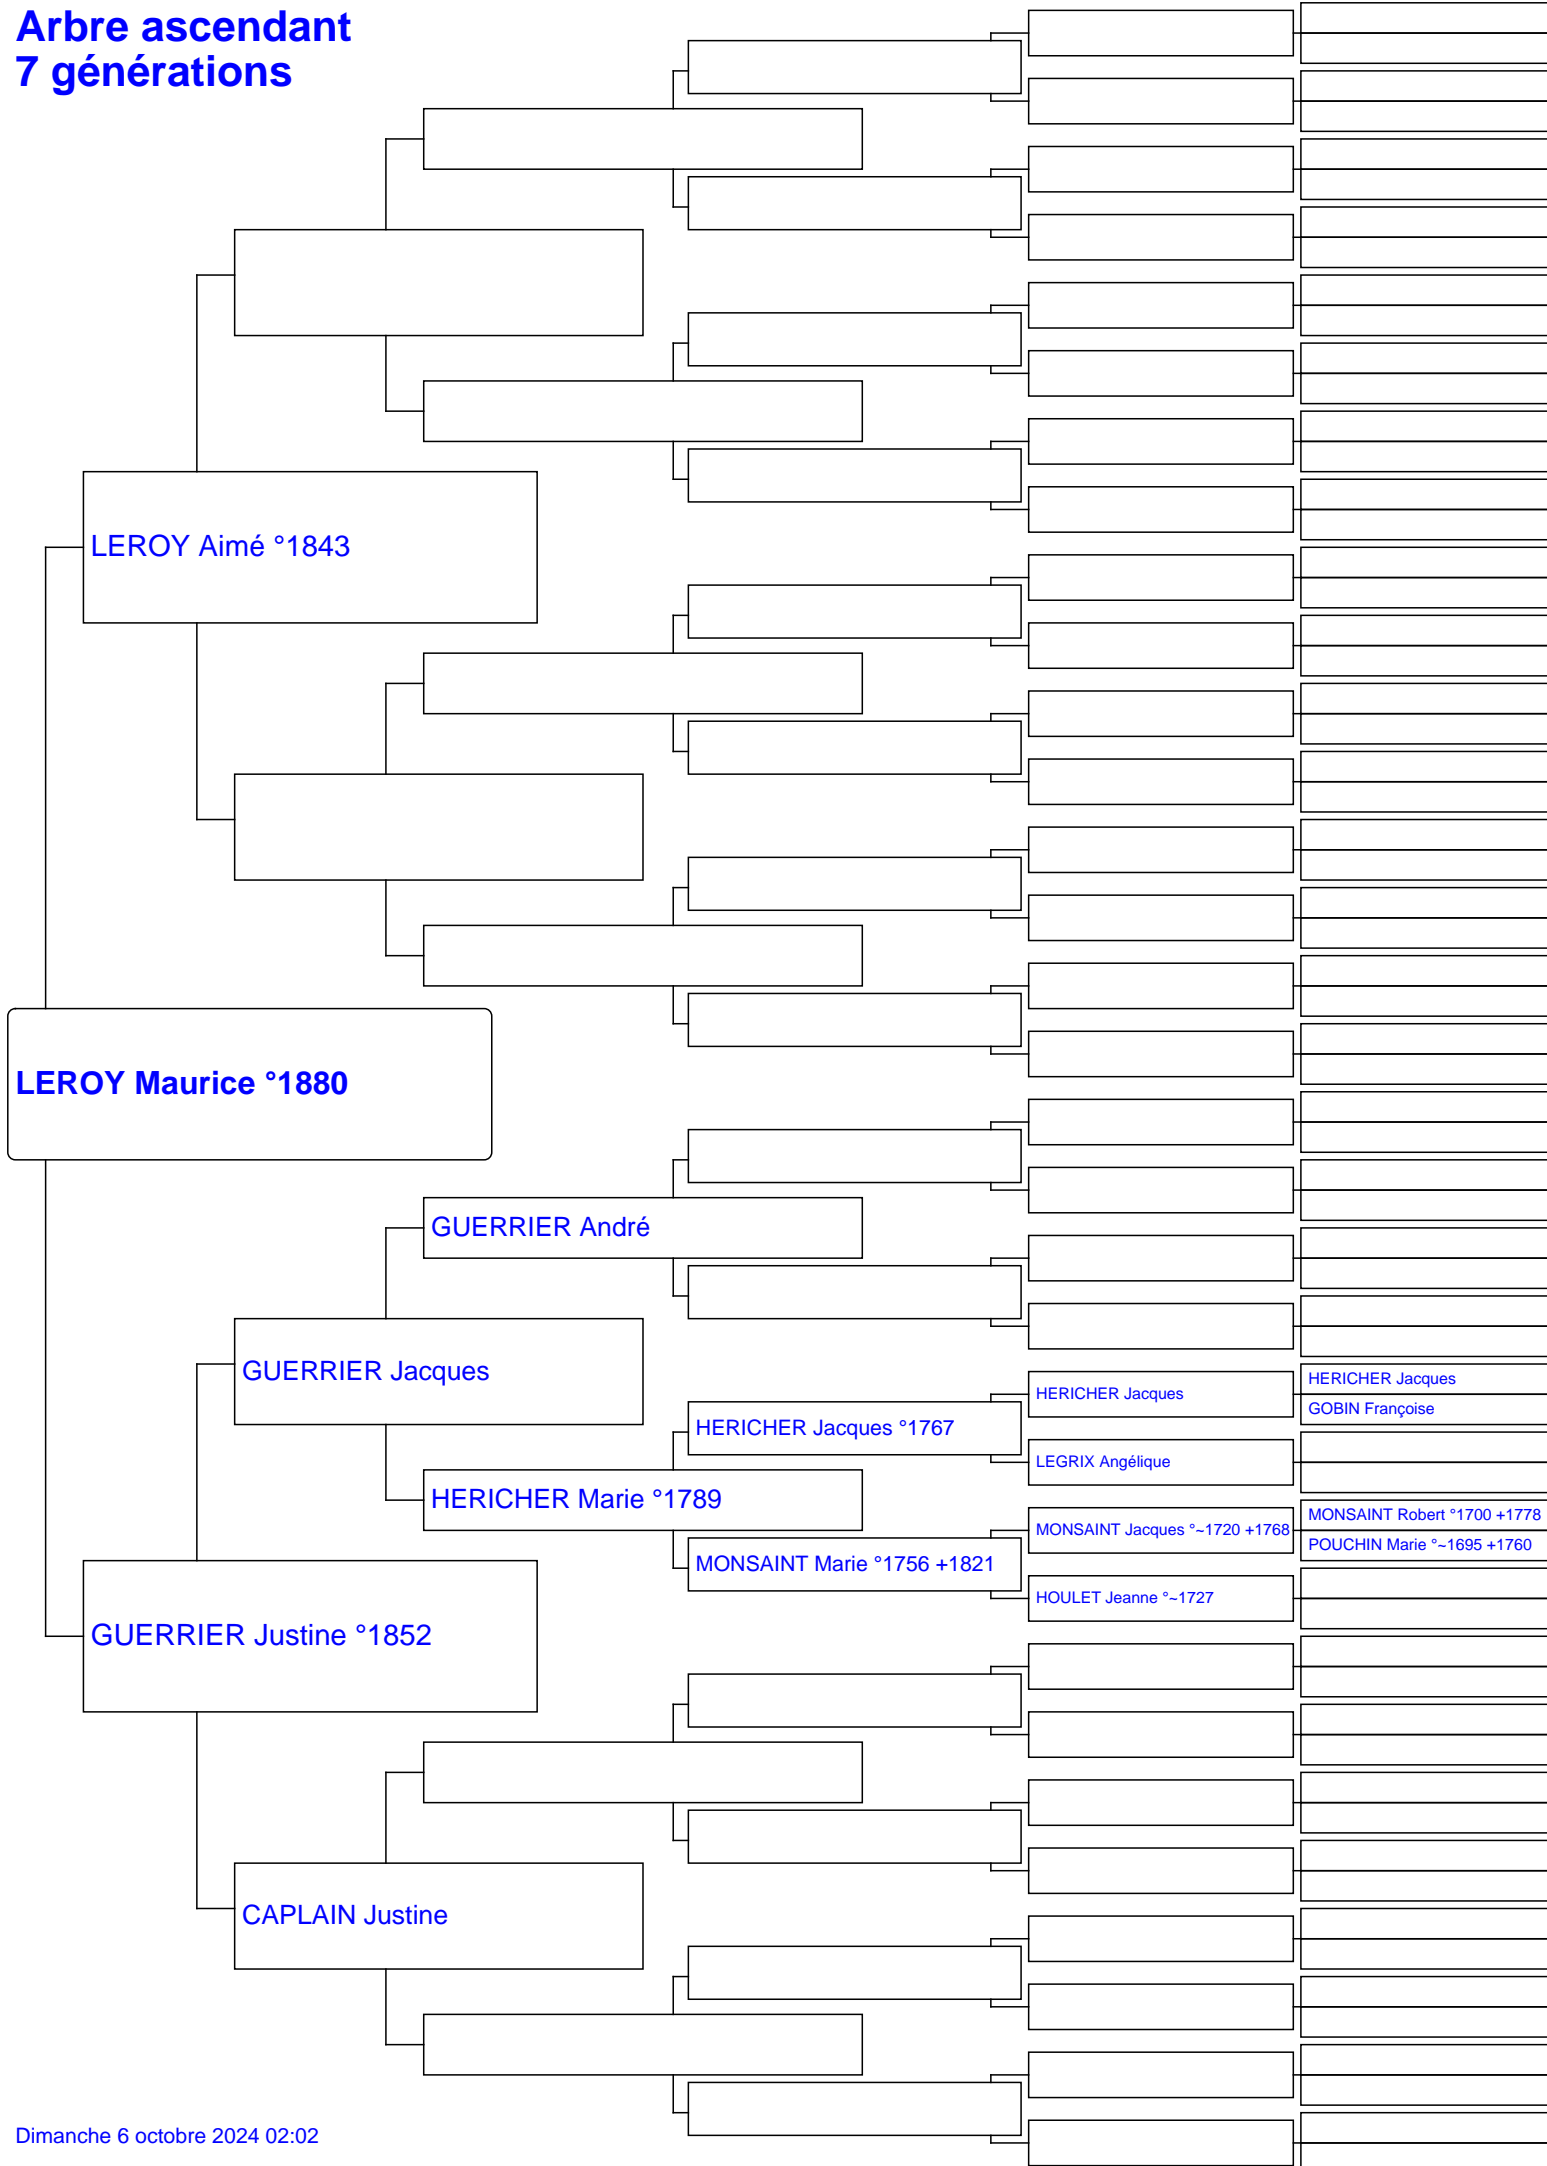 Arbre ascendant
7 générations
LEROY Aimé °1843
LEROY Maurice °1880
GUERRIER André
GUERRIER Jacques
HERICHER Jacques
HERICHER Jacques
GOBIN Françoise
HERICHER Jacques °1767
LEGRIX Angélique
HERICHER Marie °1789
MONSAINT Jacques °~1720 +1768
MONSAINT Robert °1700 +1778
POUCHIN Marie °~1695 +1760
MONSAINT Marie °1756 +1821
HOULET Jeanne °~1727
GUERRIER Justine °1852
CAPLAIN Justine
Dimanche 6 octobre 2024 02:02